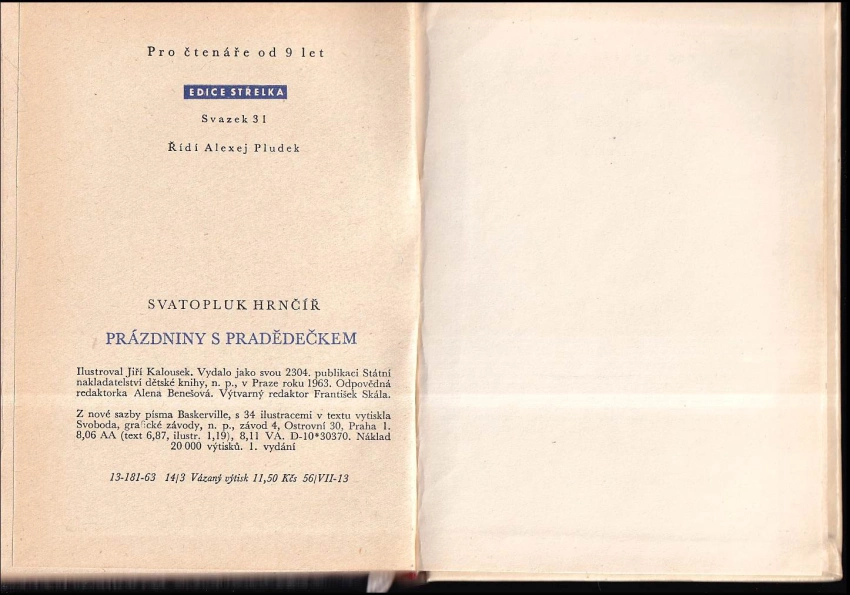 Pro čtenáře od 9 let
EDICE STŘELKA
Svazek 31
Řídí Alexej Pludek
SVATOPLUK HRNČÍŘ
PRÁZDNINY S PRADĚDEČKEM
Ilustroval Jiří Kalousek. Vydalo jako svou 2304. publikaci Státní
nakladatelství dětské knihy, n. p., v Praze roku 1963. Odpovědná
redaktorka Alena Benešová. Výtvarný redaktor František Skála.
Z nové sazby písma Baskerville, s 34 ilustracemi v textu vytiskla
Svoboda, grafické závody, n. p., závod 4, Ostrovní 30, Praha 1.
8,06 AA (text 6,87, ilustr. 1,19), 8,11 VA. D-10*30370. Náklad
20 000 výtisků. 1. vydání
13-181-63 14/3 Vázaný výtisk 11,50 Kčs 56/VII-13